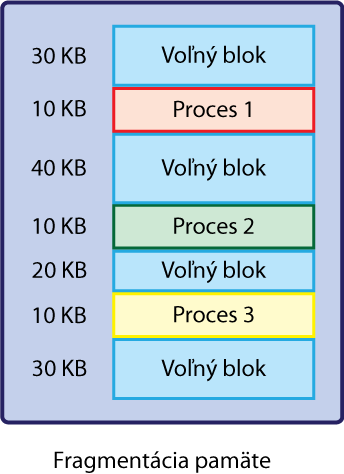 30 KB Voľný blok
10 KB Proces 1
40 KB Voľný blok
10 KB Proces 2
20 KB Voľný blok
10 KB Proces 3
30 KB Voľný blok
Fragmentácia pamäte